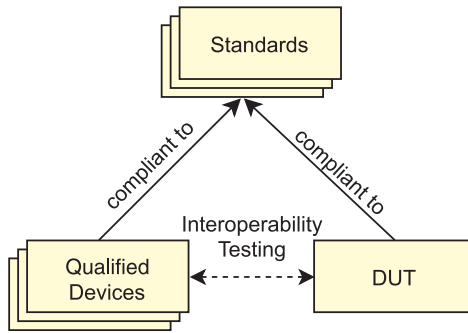 Standards
compliant to
compliant to
Interoperability
Testing
Qualified
Devices
DUT